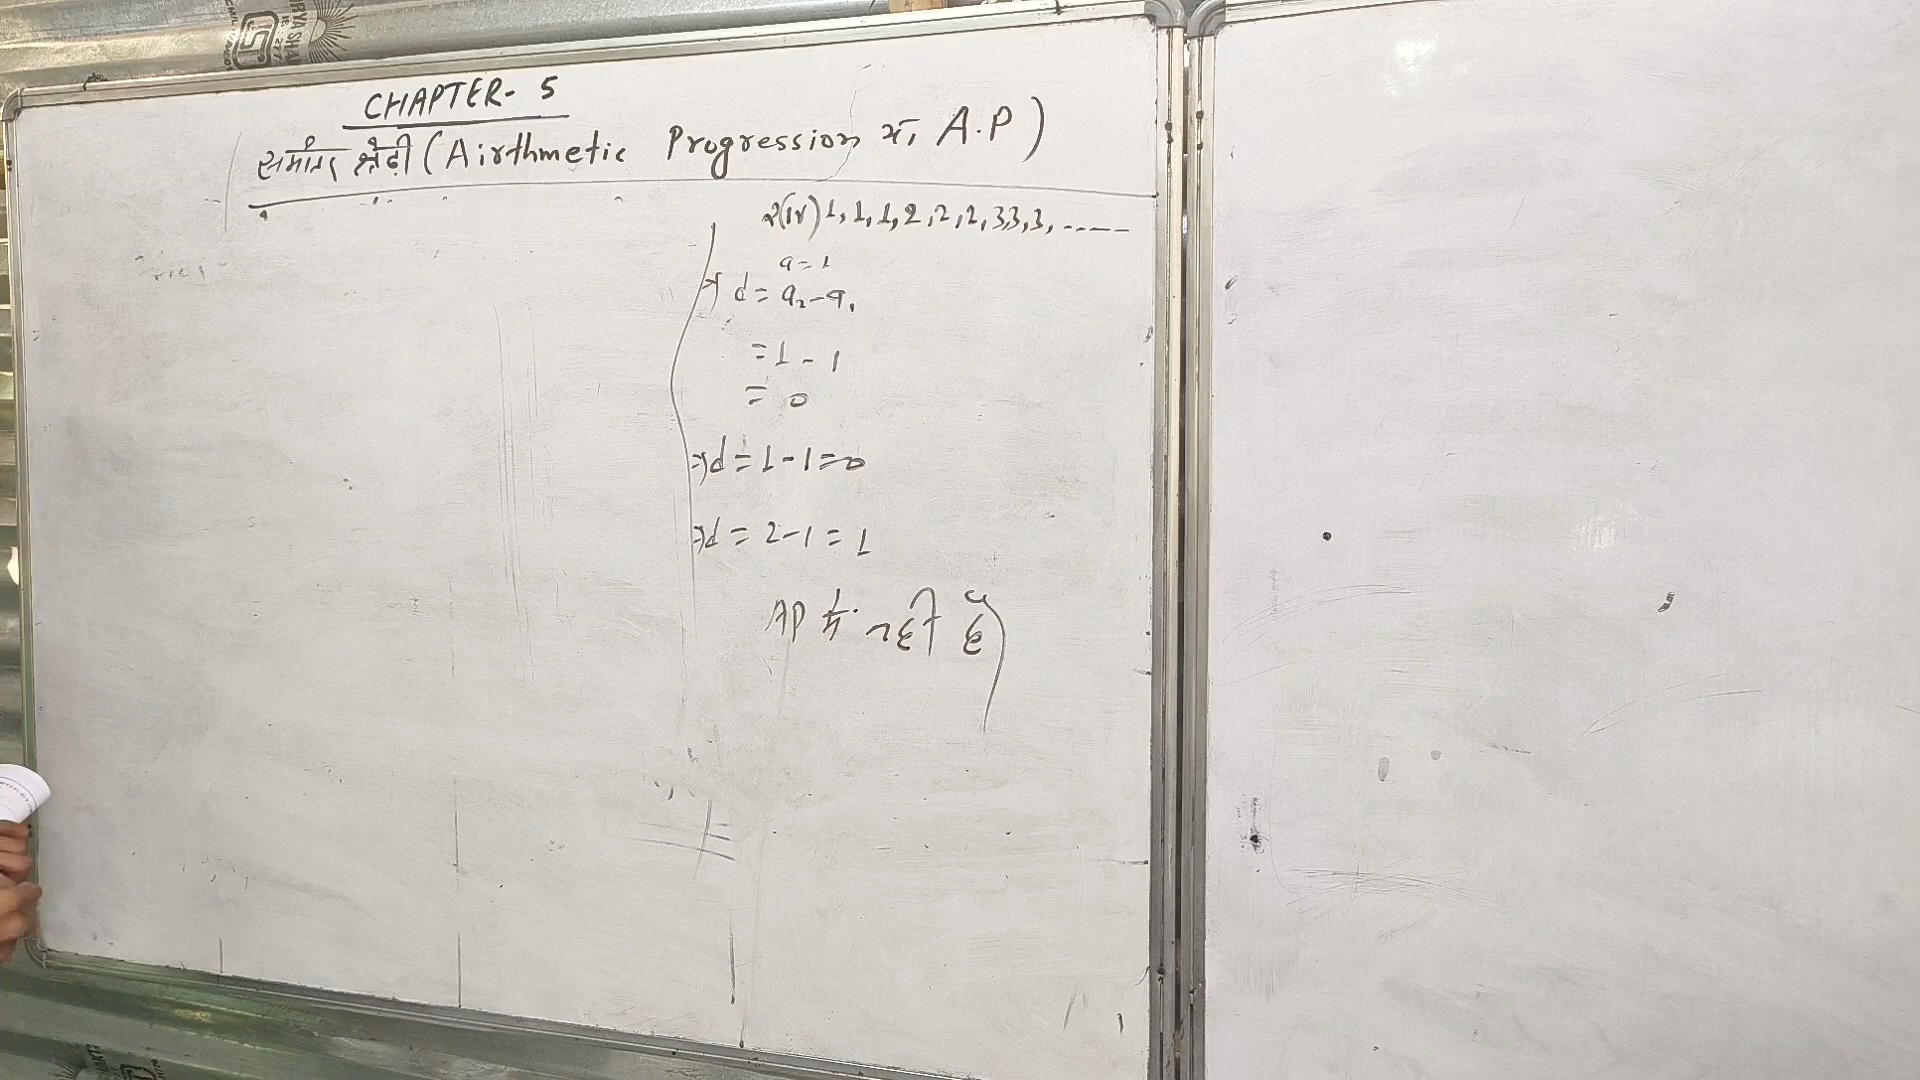 CHAPTER- 5
समांतर श्रेढ़ी (Airthmetic Progression या A.P)
2(iv) 1, 1, 1, 2, 2, 2, 3, 3, 3, -----
a = 1
d = a₂ - a₁
= 1 - 1
= 0
=> d = 1 - 1 = 0
=> d = 2 - 1 = 1
AP में नहीं है